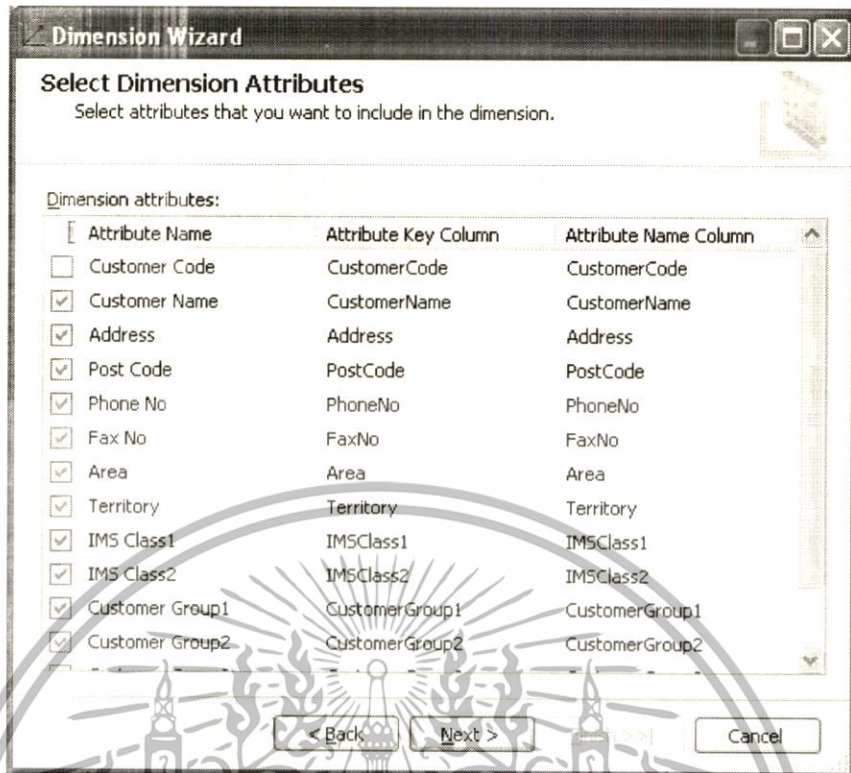 Dimension Wizard
Select Dimension Attributes
Select attributes that you want to include in the dimension.
Dimension attributes:
Attribute Name Attribute Key Column Attribute Name Column
Customer Code CustomerCode CustomerCode
Customer Name CustomerName CustomerName
Address Address Address
Post Code PostCode PostCode
Phone No PhoneNo PhoneNo
Fax No FaxNo FaxNo
Area Area Area
Territory Territory Territory
IMS Class1 IMSClass1 IMSClass1
IMS Class2 IMSClass2 IMSClass2
Customer Group1 CustomerGroup1 CustomerGroup1
Customer Group2 CustomerGroup2 CustomerGroup2
< Back Next > Cancel